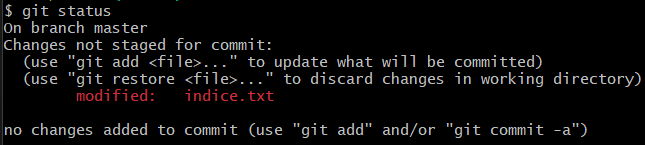 $ git status
On branch master
Changes not staged for commit:
  (use "git add <file>..." to update what will be committed)
  (use "git restore <file>..." to discard changes in working directory)
        modified:   indice.txt

no changes added to commit (use "git add" and/or "git commit -a")